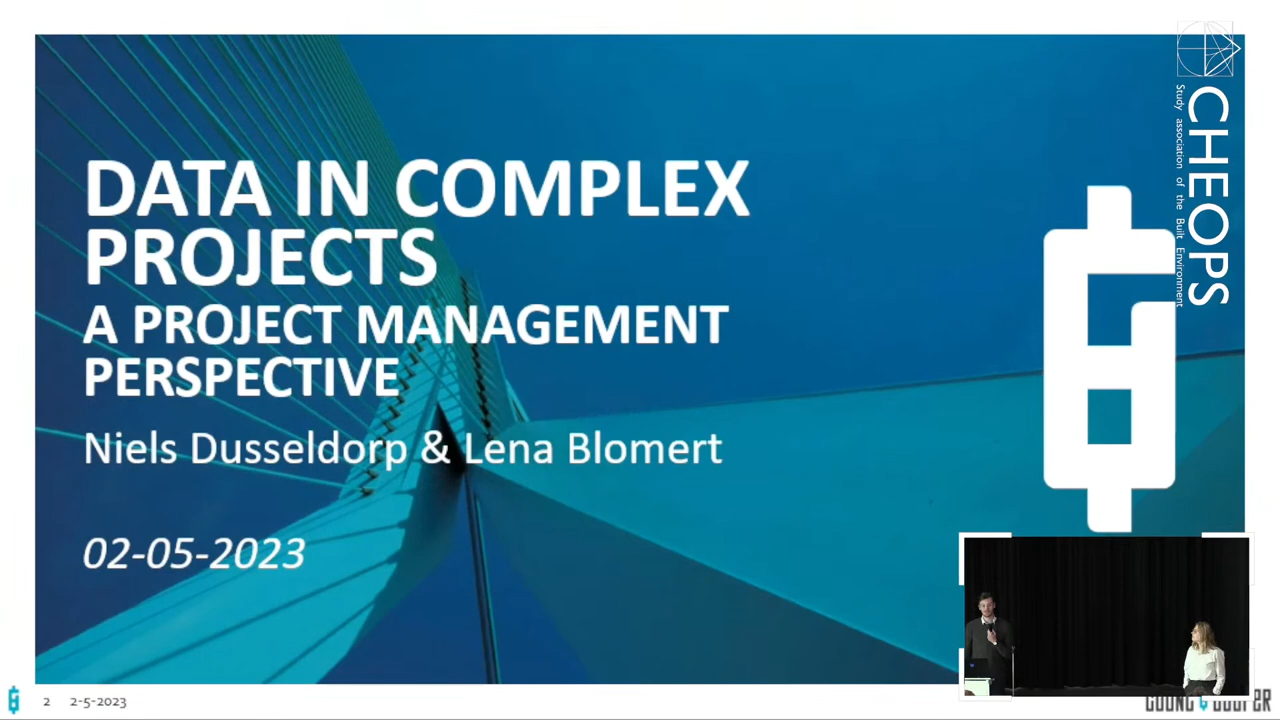 DATA IN COMPLEX
PROJECTS
A PROJECT MANAGEMENT
PERSPECTIVE
Niels Dusseldorp & Lena Blomert
02-05-2023
CHEOPS
Study association of the Built Environment
2 2-5-2023